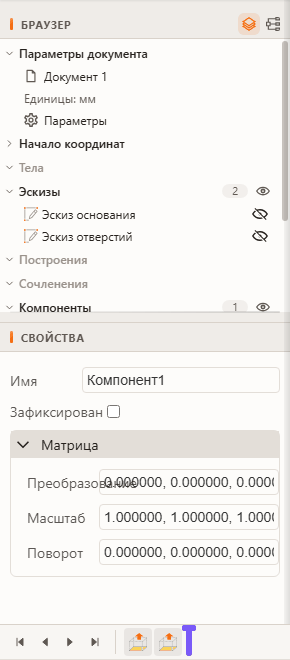 БРАУЗЕР
Параметры документа
Документ 1
Единицы: мм
Параметры
Начало координат
Тела
Эскизы 2
Эскиз основания
Эскиз отверстий
Построения
Сочленения
Компоненты 1
СВОЙСТВА
Имя Компонент1
Зафиксирован
Матрица
Преобразование 0.000000, 0.000000, 0.0000
Масштаб 1.000000, 1.000000, 1.0000
Поворот 0.000000, 0.000000, 0.0000